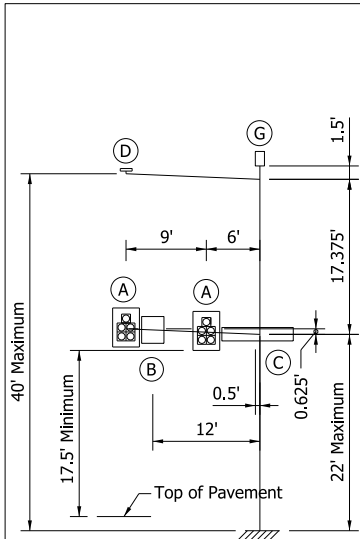 G
D
1.5'
9'
6'
17.375'
A
A
40' Maximum
B
C
0.5'
0.625'
17.5' Minimum
12'
22' Maximum
Top of Pavement